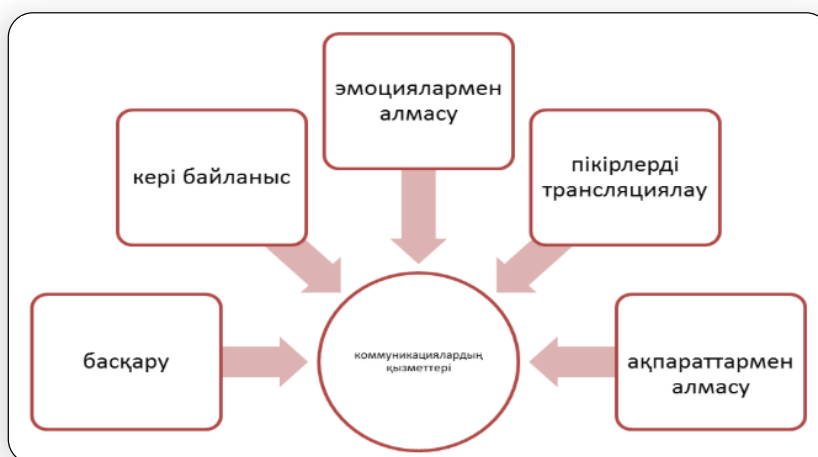 эмоциялармен
алмасу
кері байланыс
пікірлерді
трансляциялау
басқару
коммуникациялардың
қызметтері
ақпараттармен
алмасу